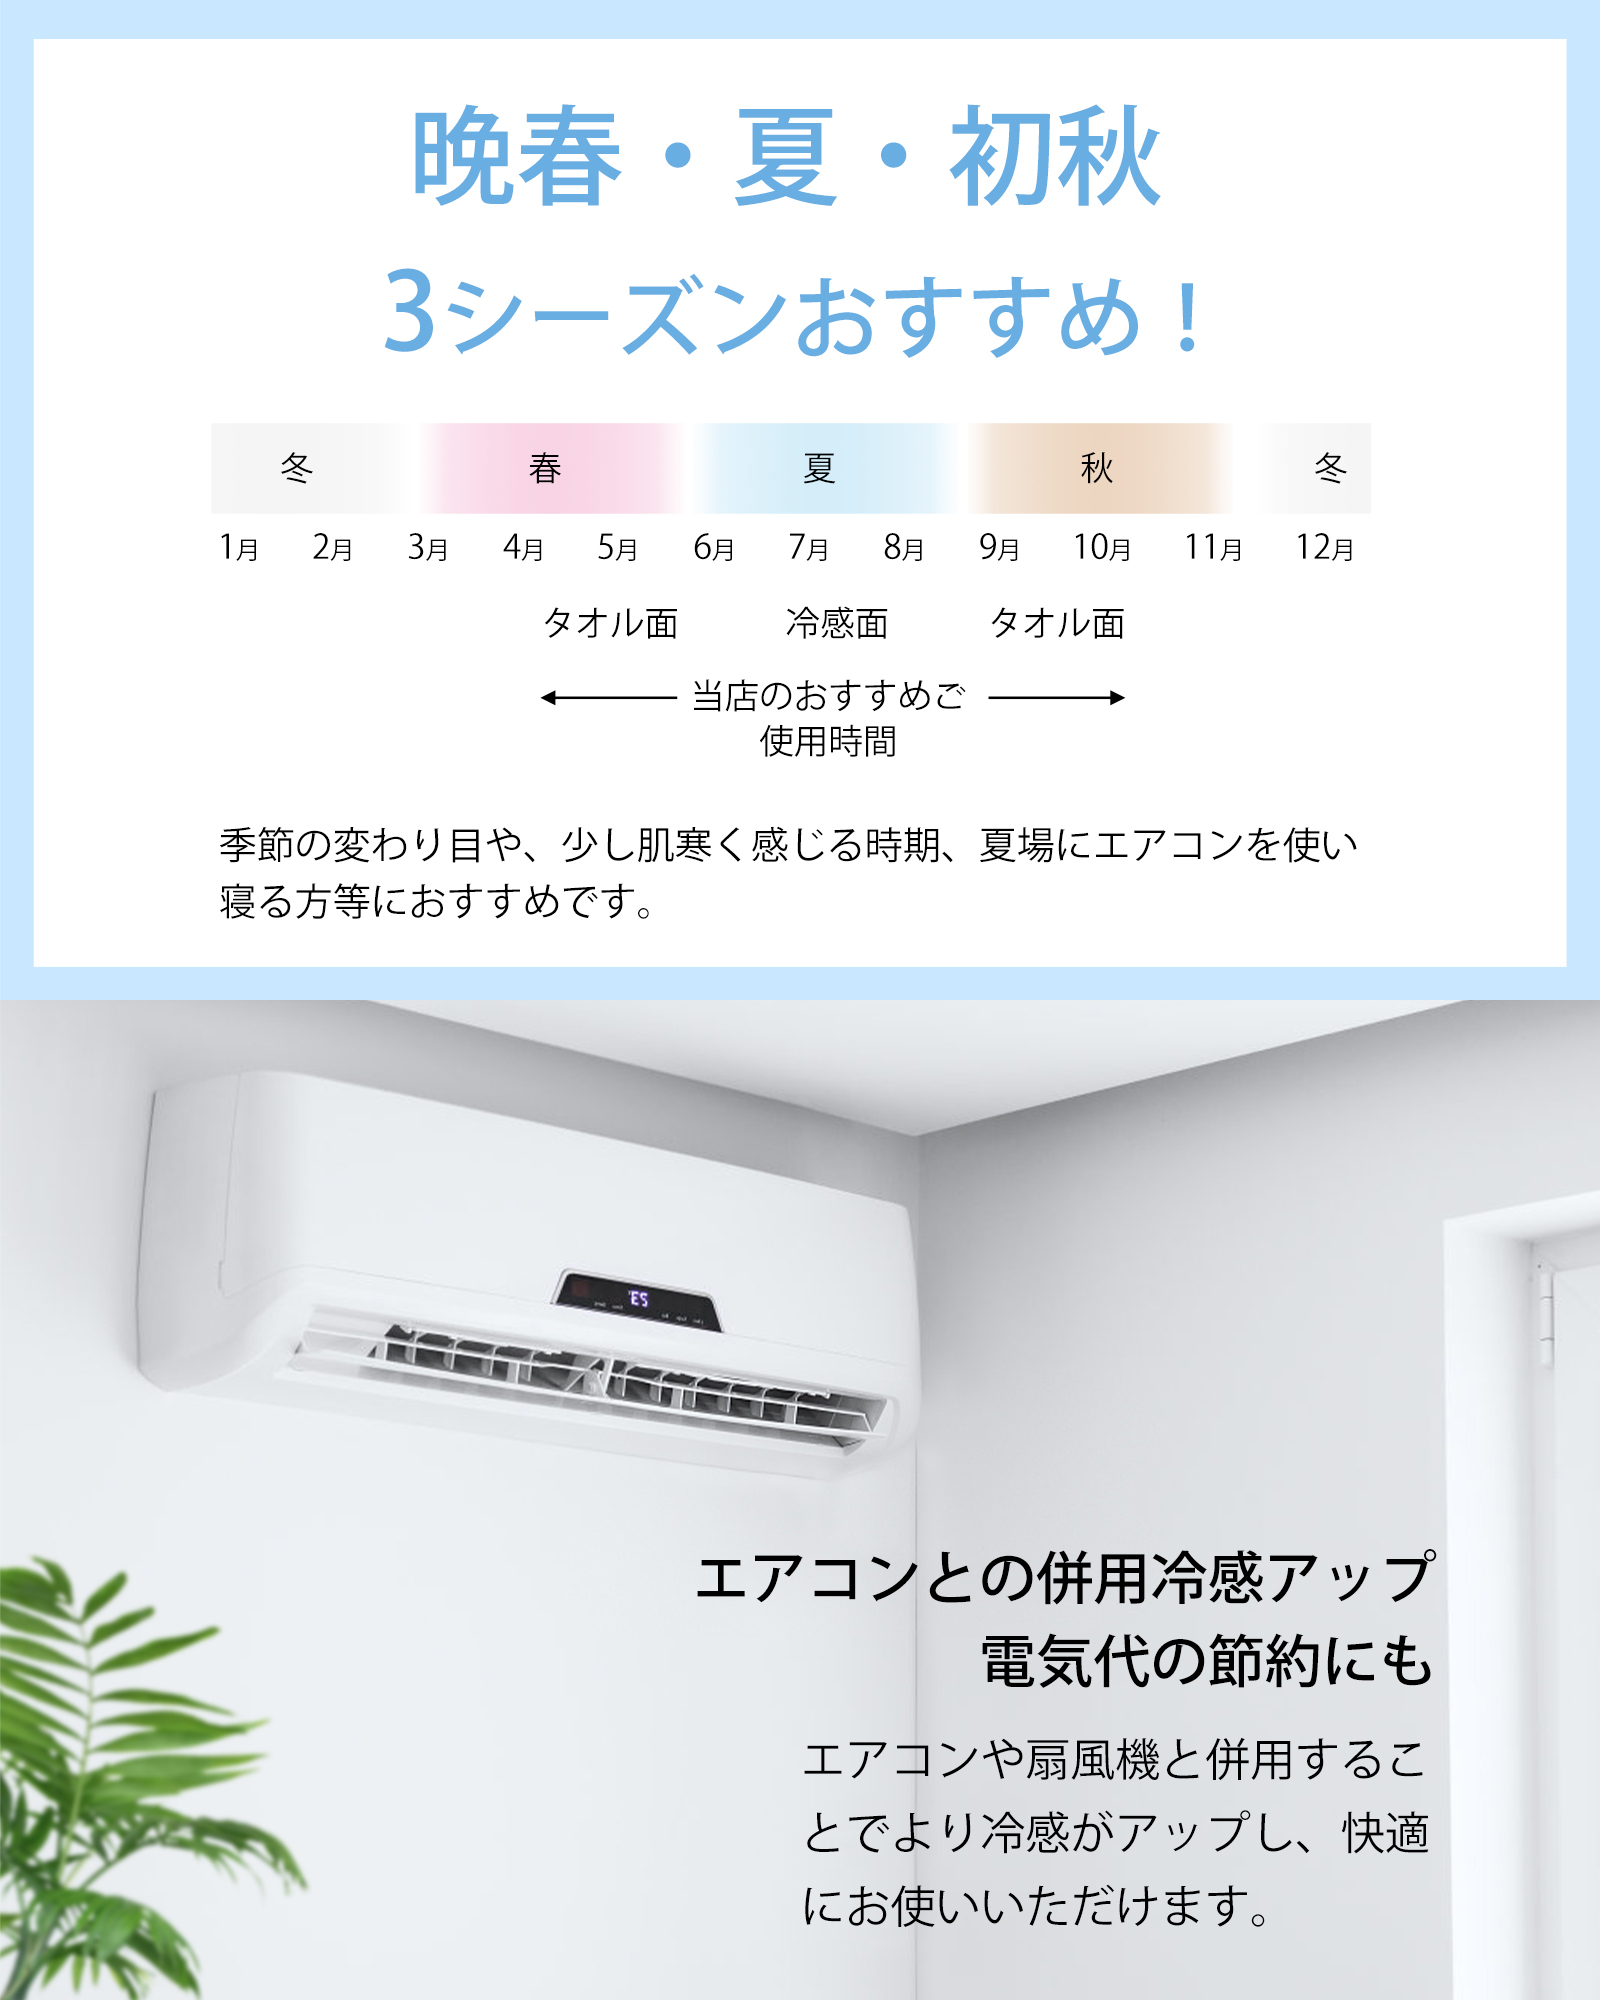 晩春・夏・初秋
3シーズンおすすめ！
冬 春 夏 秋 冬
1月 2月 3月 4月 5月 6月 7月 8月 9月 10月 11月 12月
タオル面 冷感面 タオル面
当店のおすすめご
使用時間
季節の変わり目や、少し肌寒く感じる時期、夏場にエアコンを使い
寝る方等におすすめです。
エアコンとの併用冷感アップ
電気代の節約にも
エアコンや扇風機と併用するこ
とでより冷感がアップし、快適
にお使いいただけます。